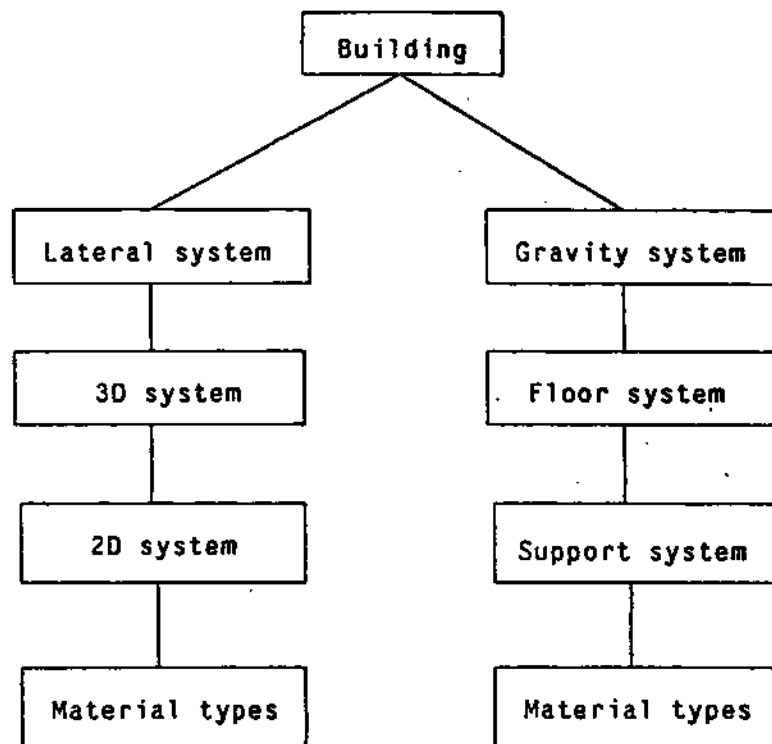 Building
Lateral system
Gravity system
3D system
Floor system
2D system
Support system
Material types
Material types